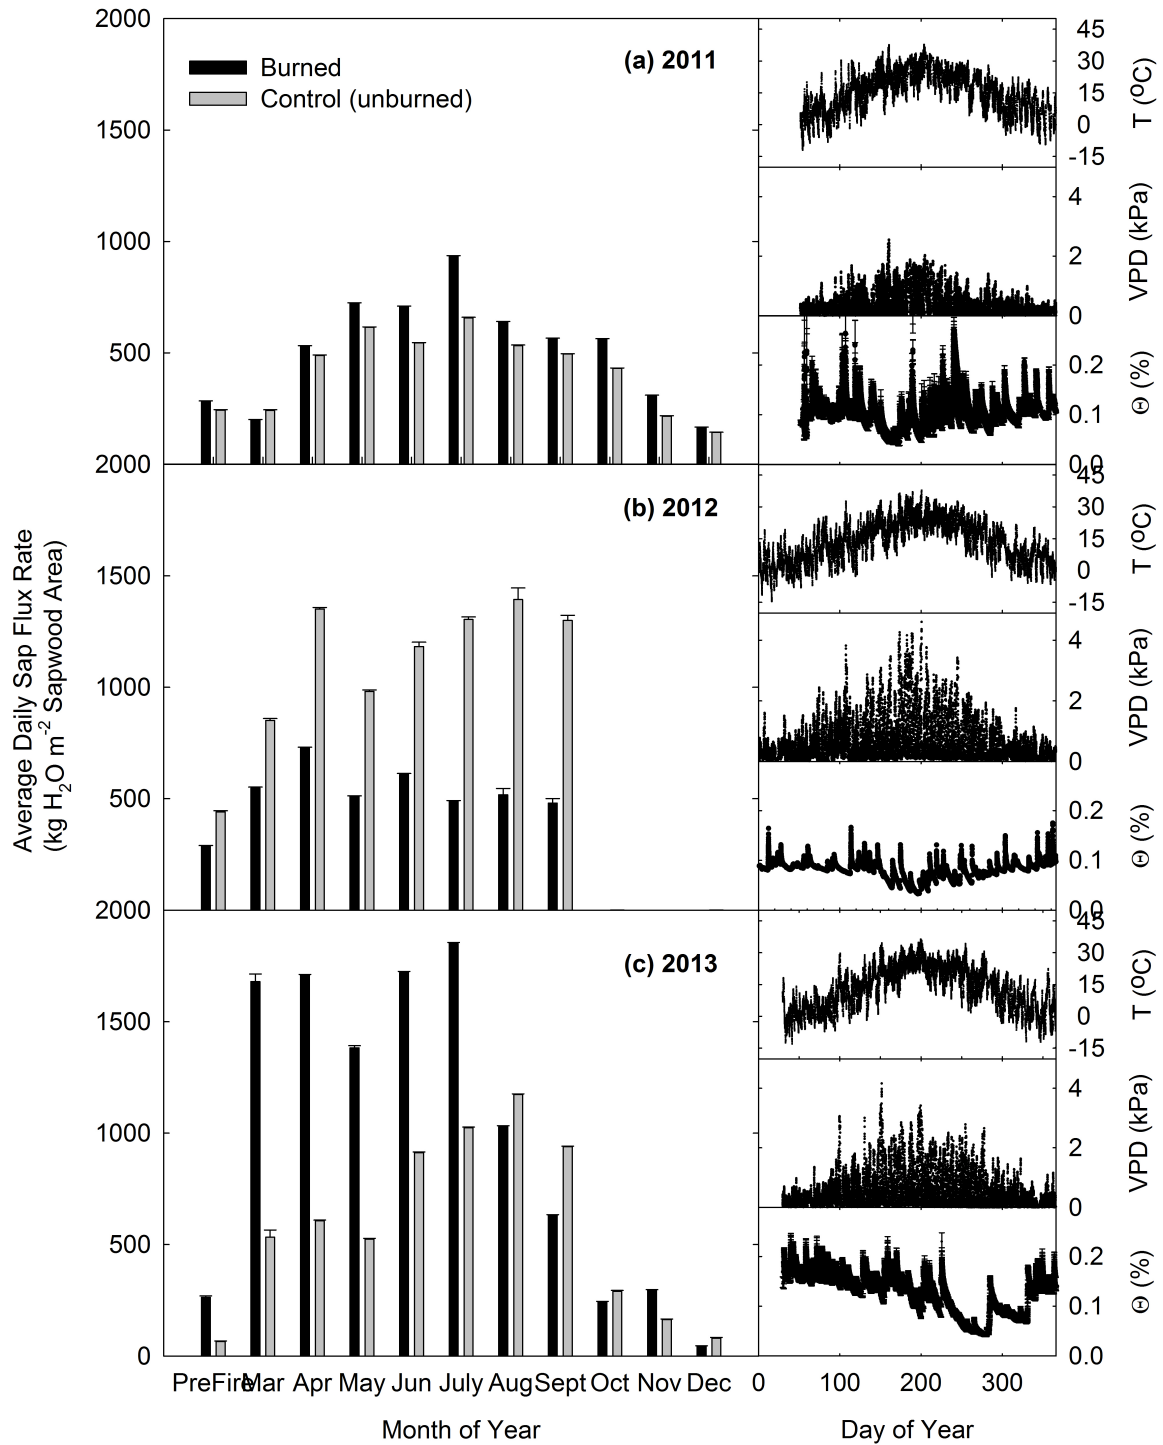 2000
1500
1000
500
2000
1500
1000
500
2000
1500
1000
500
0
Average Daily Sap Flux Rate
(kg H₂O m⁻² Sapwood Area)
Burned
Control (unburned)
(a) 2011
(b) 2012
(c) 2013
PreFire Mar Apr May Jun July Aug Sept Oct Nov Dec
Month of Year
45
30
15
0
-15
T (ºC)
4
2
0
VPD (kPa)
0.2
0.1
0.0
Θ (%)
45
30
15
0
-15
T (ºC)
4
2
0
VPD (kPa)
0.2
0.1
0.0
Θ (%)
45
30
15
0
-15
T (ºC)
4
2
0
VPD (kPa)
0.2
0.1
0.0
Θ (%)
0 100 200 300
Day of Year